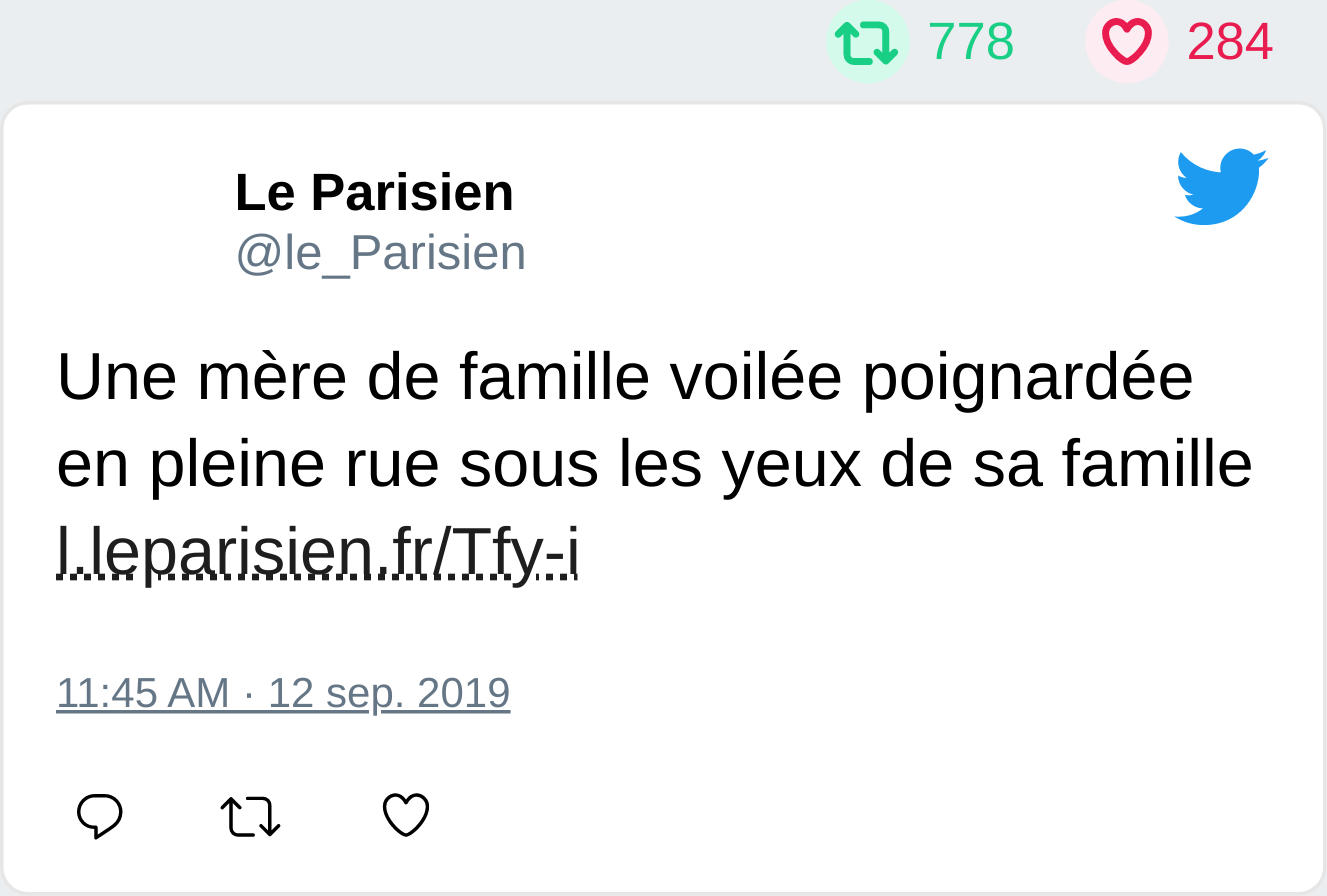 778 284
Le Parisien
@le_Parisien
Une mère de famille voilée poignardée
en pleine rue sous les yeux de sa famille
l.leparisien.fr/Tfy-i
11:45 AM · 12 sep. 2019